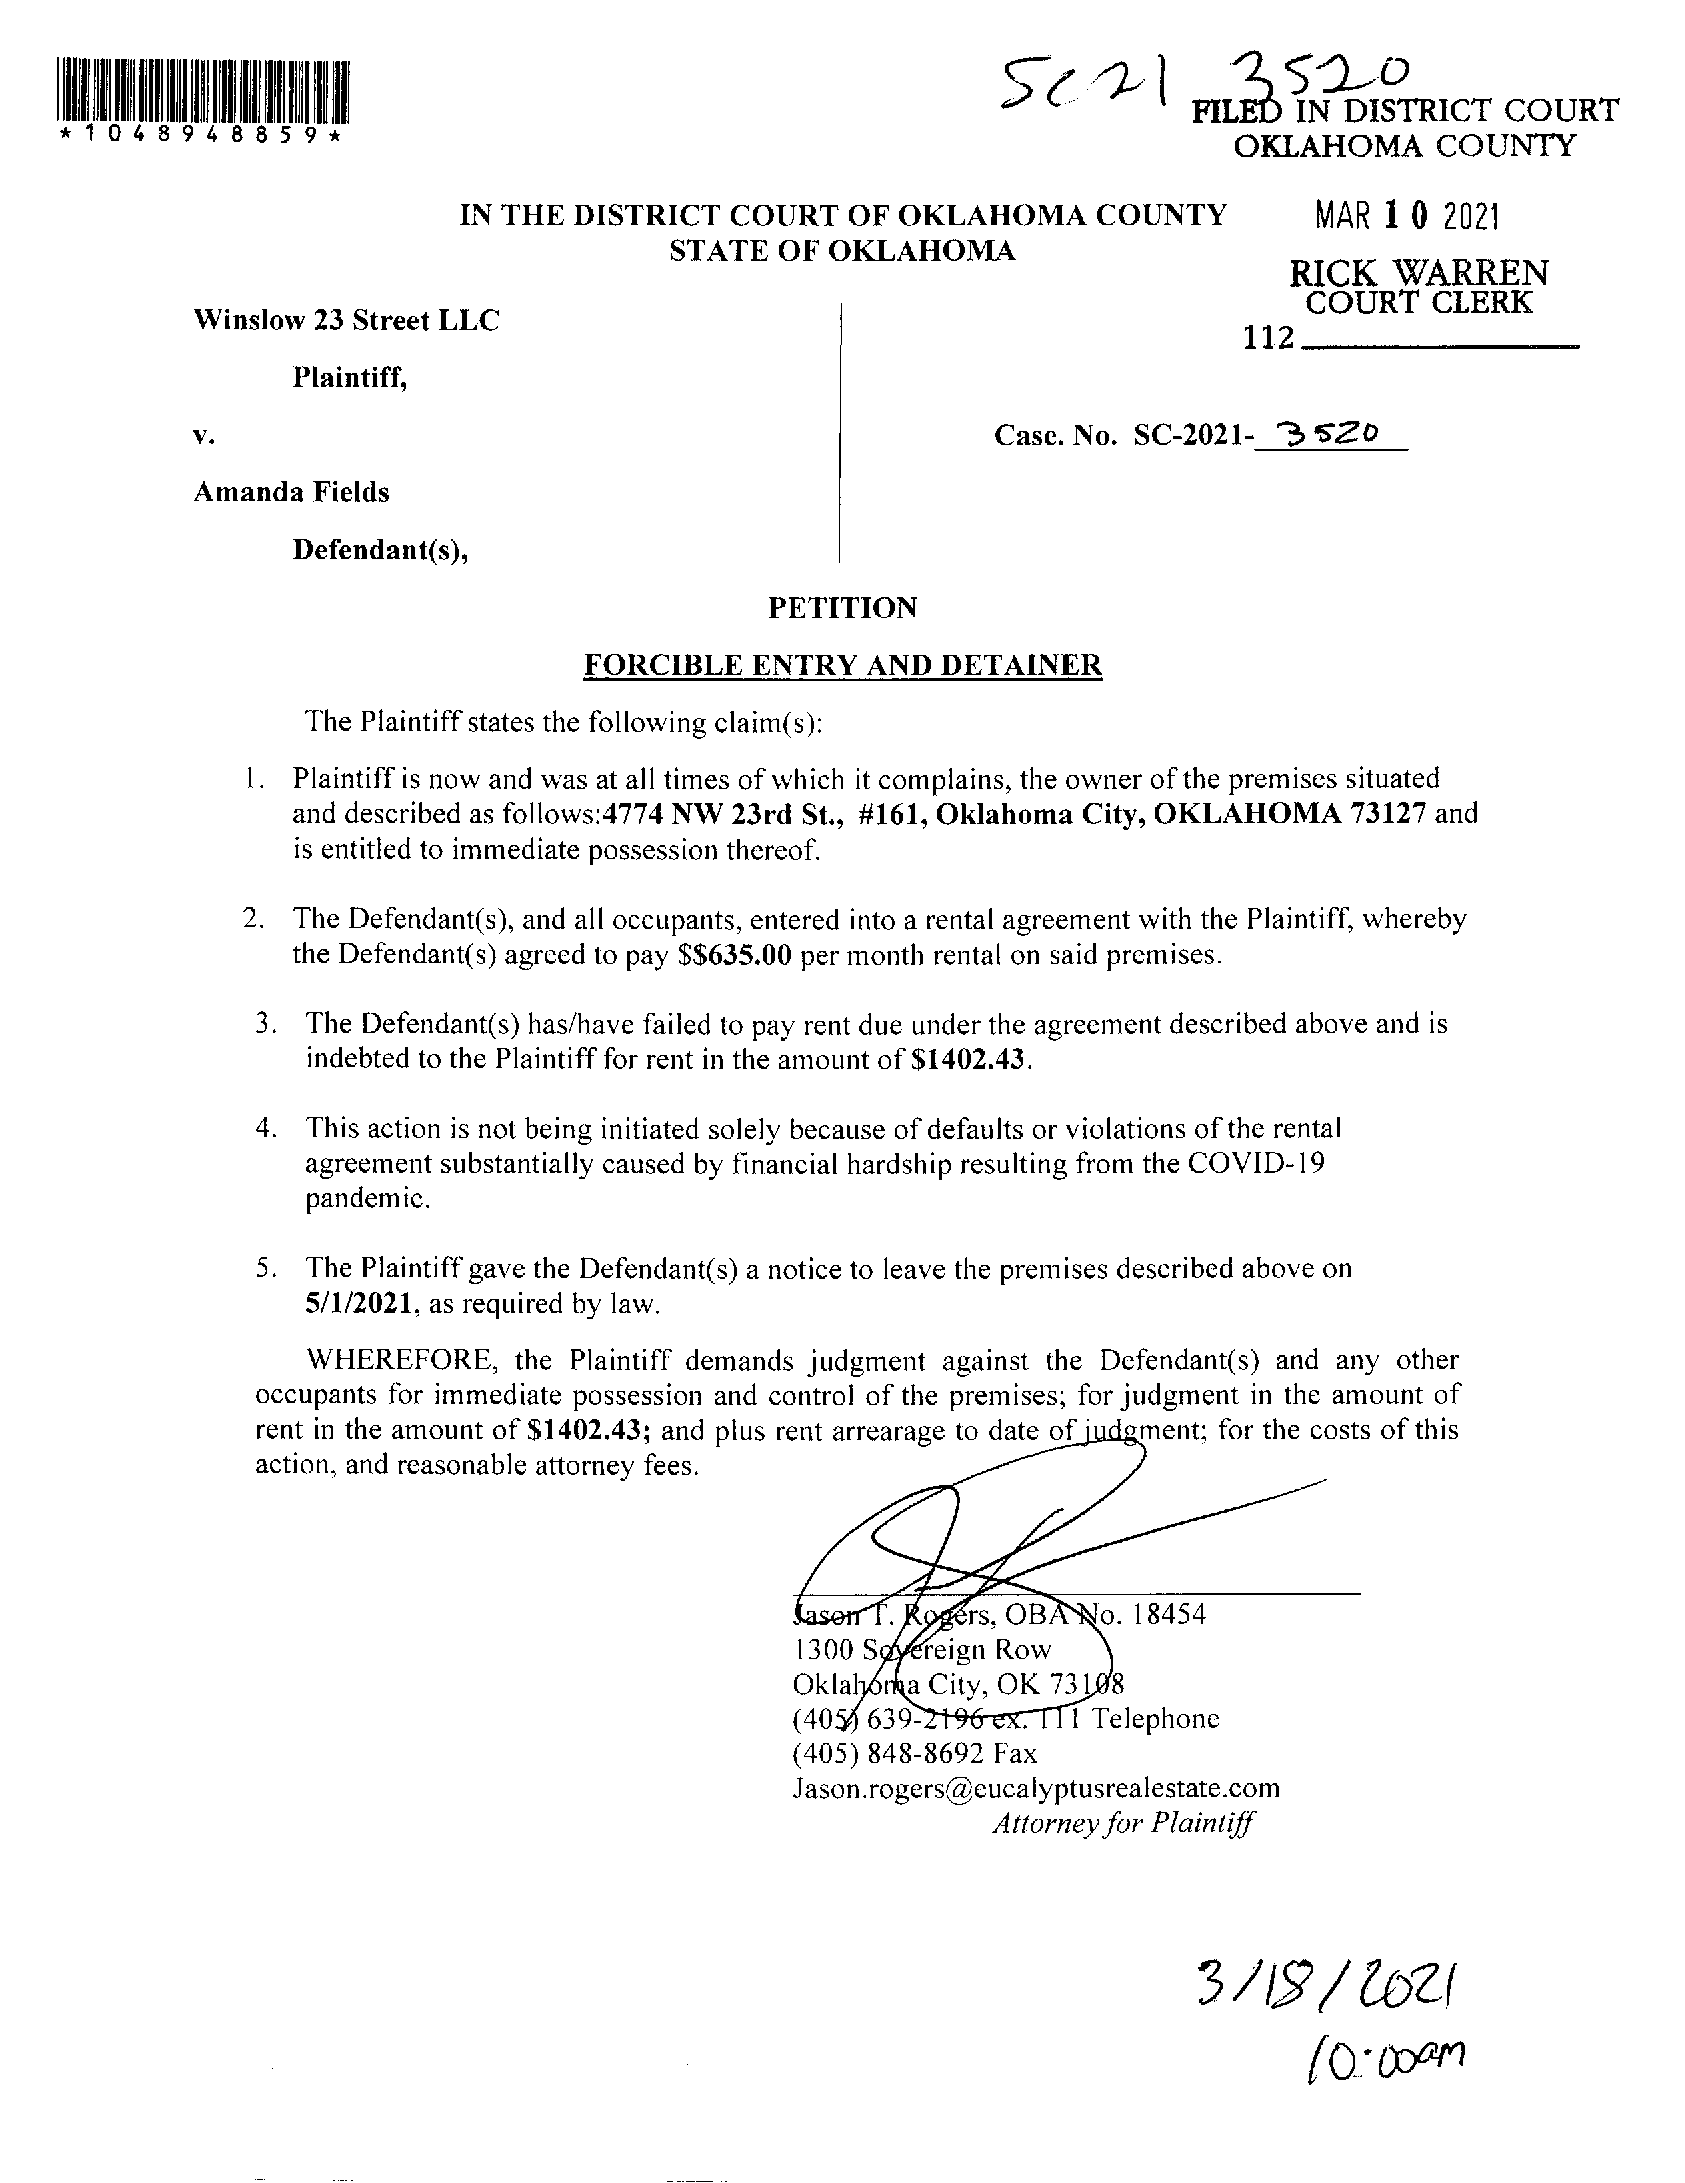 *1048948859*
SC21 3520
FILED IN DISTRICT COURT
OKLAHOMA COUNTY
MAR 10 2021
RICK WARREN
COURT CLERK
112
IN THE DISTRICT COURT OF OKLAHOMA COUNTY
STATE OF OKLAHOMA
Winslow 23 Street LLC
Plaintiff,
v.
Case. No. SC-2021- 3520
Amanda Fields
Defendant(s),
PETITION
FORCIBLE ENTRY AND DETAINER
The Plaintiff states the following claim(s):
1. Plaintiff is now and was at all times of which it complains, the owner of the premises situated
and described as follows:4774 NW 23rd St., #161, Oklahoma City, OKLAHOMA 73127 and
is entitled to immediate possession thereof.
2. The Defendant(s), and all occupants, entered into a rental agreement with the Plaintiff, whereby
the Defendant(s) agreed to pay $$635.00 per month rental on said premises.
3. The Defendant(s) has/have failed to pay rent due under the agreement described above and is
indebted to the Plaintiff for rent in the amount of $1402.43.
4. This action is not being initiated solely because of defaults or violations of the rental
agreement substantially caused by financial hardship resulting from the COVID-19
pandemic.
5. The Plaintiff gave the Defendant(s) a notice to leave the premises described above on
5/1/2021, as required by law.
WHEREFORE, the Plaintiff demands judgment against the Defendant(s) and any other
occupants for immediate possession and control of the premises; for judgment in the amount of
rent in the amount of $1402.43; and plus rent arrearage to date of judgment; for the costs of this
action, and reasonable attorney fees.
Jason T. Rogers, OBA No. 18454
1300 Sovereign Row
Oklahoma City, OK 73108
(405) 639-2196 ex. 111 Telephone
(405) 848-8692 Fax
Jason.rogers@eucalyptusrealestate.com
Attorney for Plaintiff
3/18/2021
10:00am